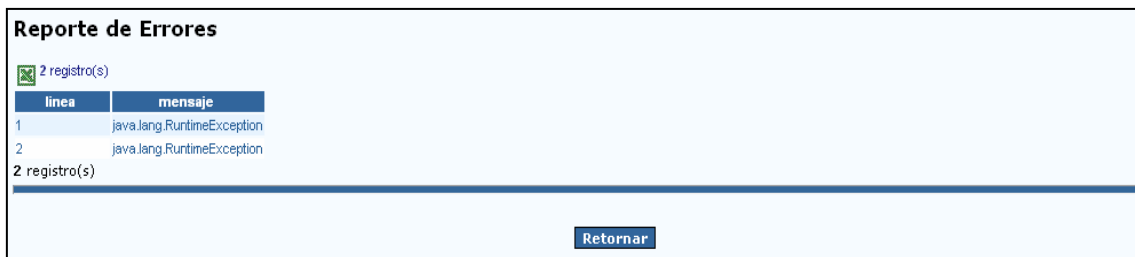 Reporte de Errores
2 registro(s)
linea mensaje
1 java.lang.RuntimeException
2 java.lang.RuntimeException
2 registro(s)
Retornar